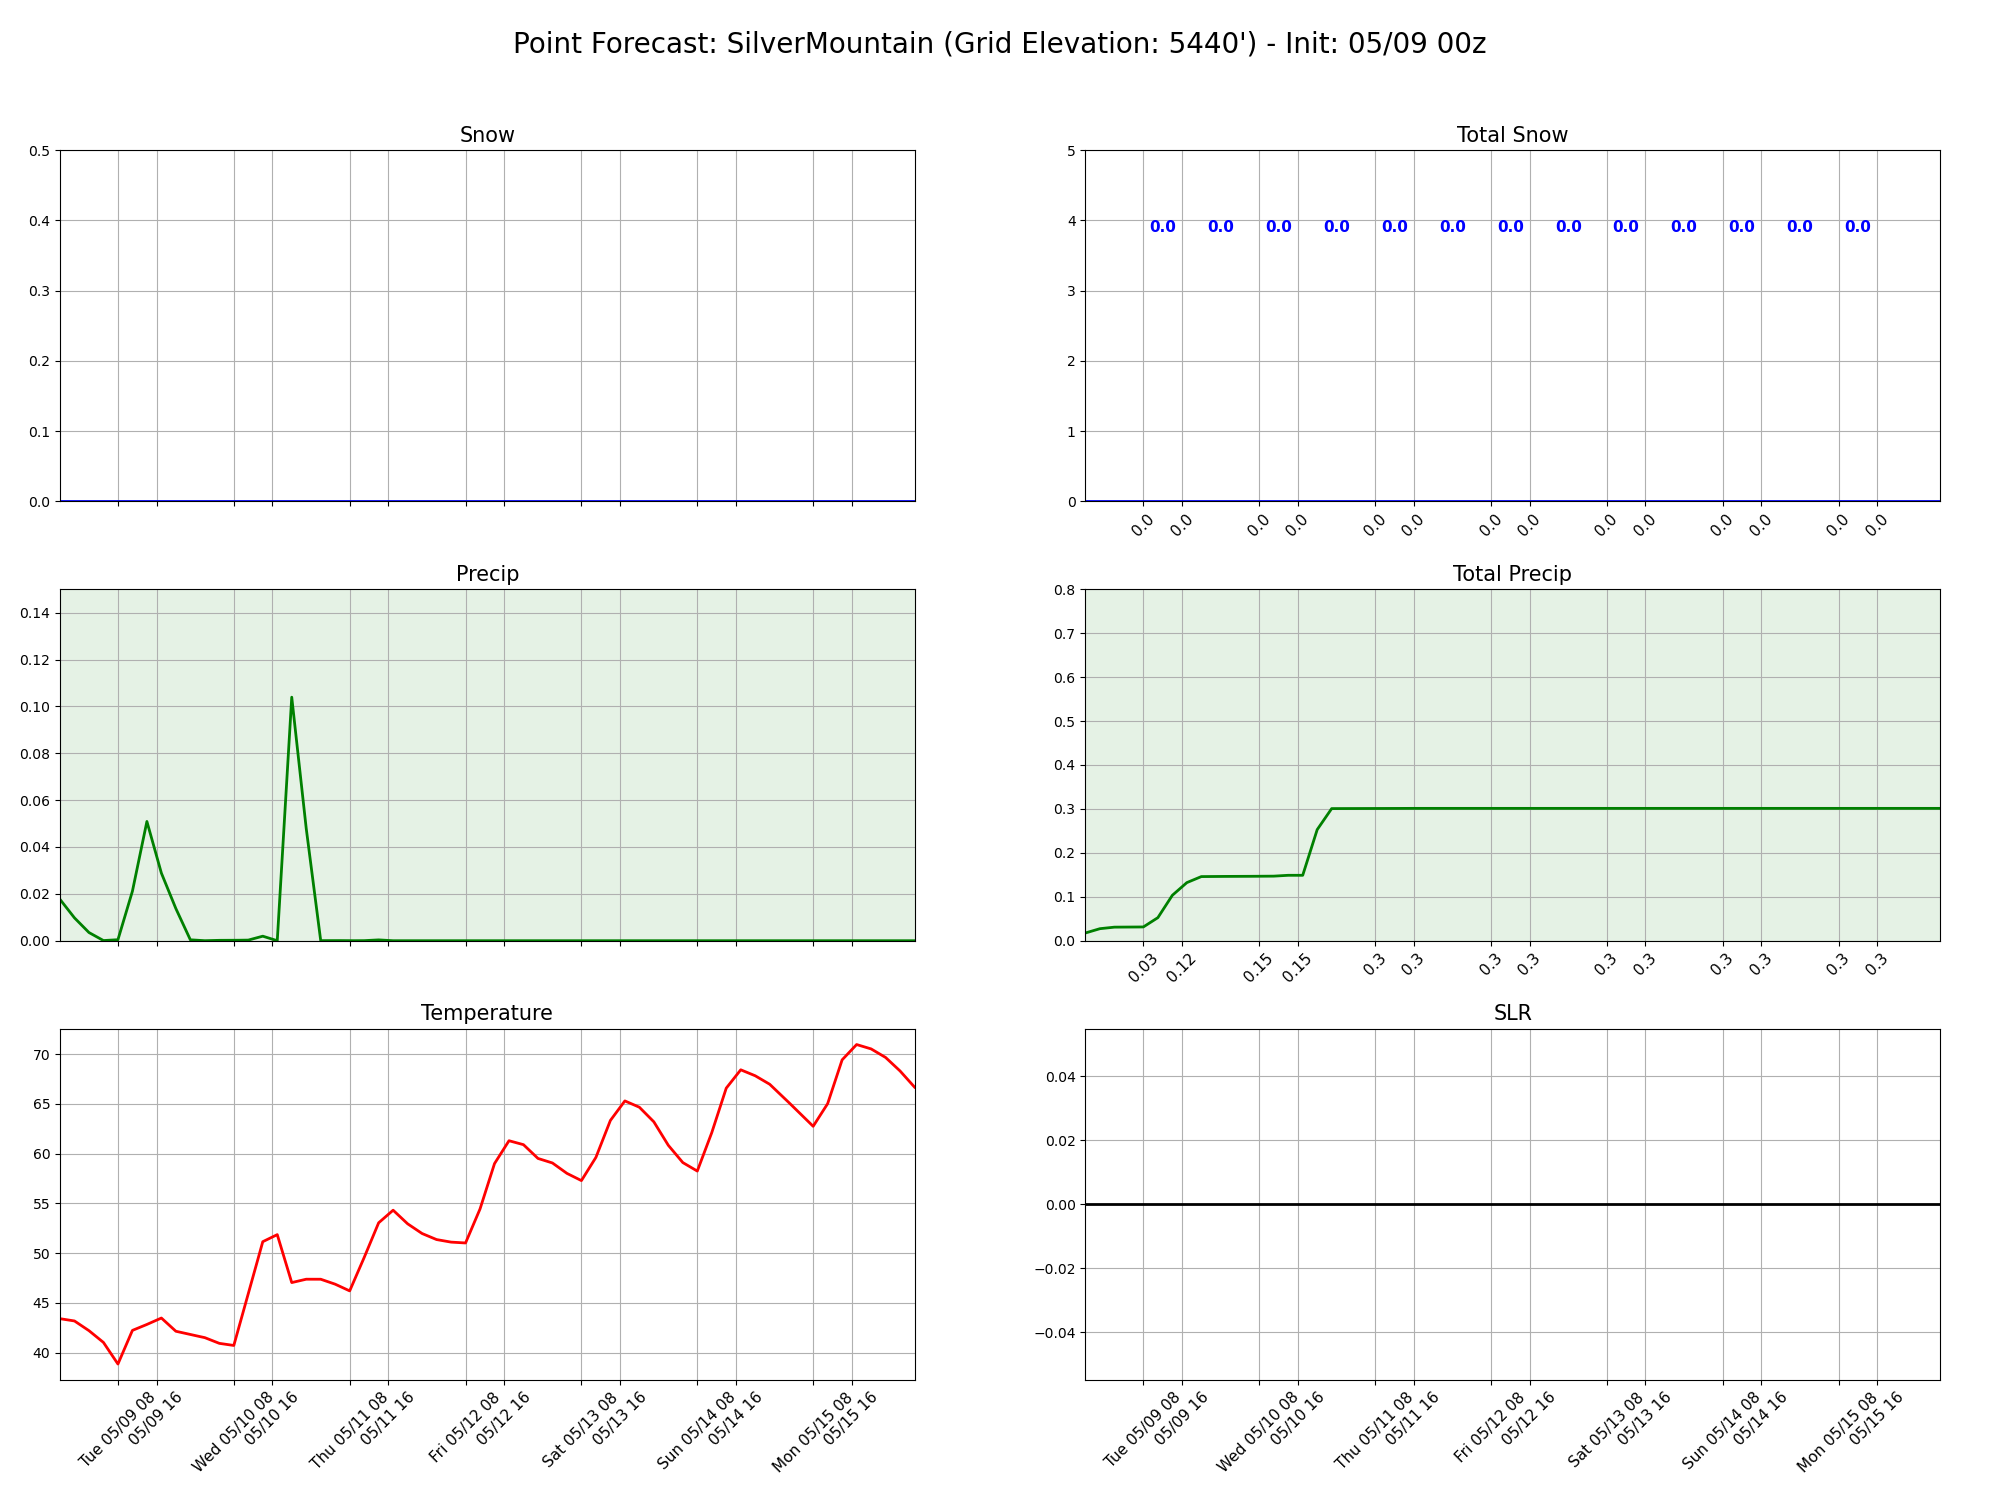 Point Forecast: SilverMountain (Grid Elevation: 5440') - Init: 05/09 00z
Snow
0.5
0.4
0.3
0.2
0.1
0.0
Total Snow
5
4
3
2
1
0
0.0 0.0 0.0 0.0 0.0 0.0 0.0 0.0 0.0 0.0 0.0 0.0 0.0
0.0 0.0 0.0 0.0 0.0 0.0 0.0 0.0 0.0 0.0 0.0 0.0 0.0 0.0
Precip
0.14
0.12
0.10
0.08
0.06
0.04
0.02
0.00
Total Precip
0.8
0.7
0.6
0.5
0.4
0.3
0.2
0.1
0.0
0.03 0.12 0.15 0.15 0.3 0.3 0.3 0.3 0.3 0.3 0.3 0.3 0.3 0.3
Temperature
70
65
60
55
50
45
40
Tue 05/09 08
05/09 16
Wed 05/10 08
05/10 16
Thu 05/11 08
05/11 16
Fri 05/12 08
05/12 16
Sat 05/13 08
05/13 16
Sun 05/14 08
05/14 16
Mon 05/15 08
05/15 16
SLR
0.04
0.02
0.00
−0.02
−0.04
Tue 05/09 08
05/09 16
Wed 05/10 08
05/10 16
Thu 05/11 08
05/11 16
Fri 05/12 08
05/12 16
Sat 05/13 08
05/13 16
Sun 05/14 08
05/14 16
Mon 05/15 08
05/15 16